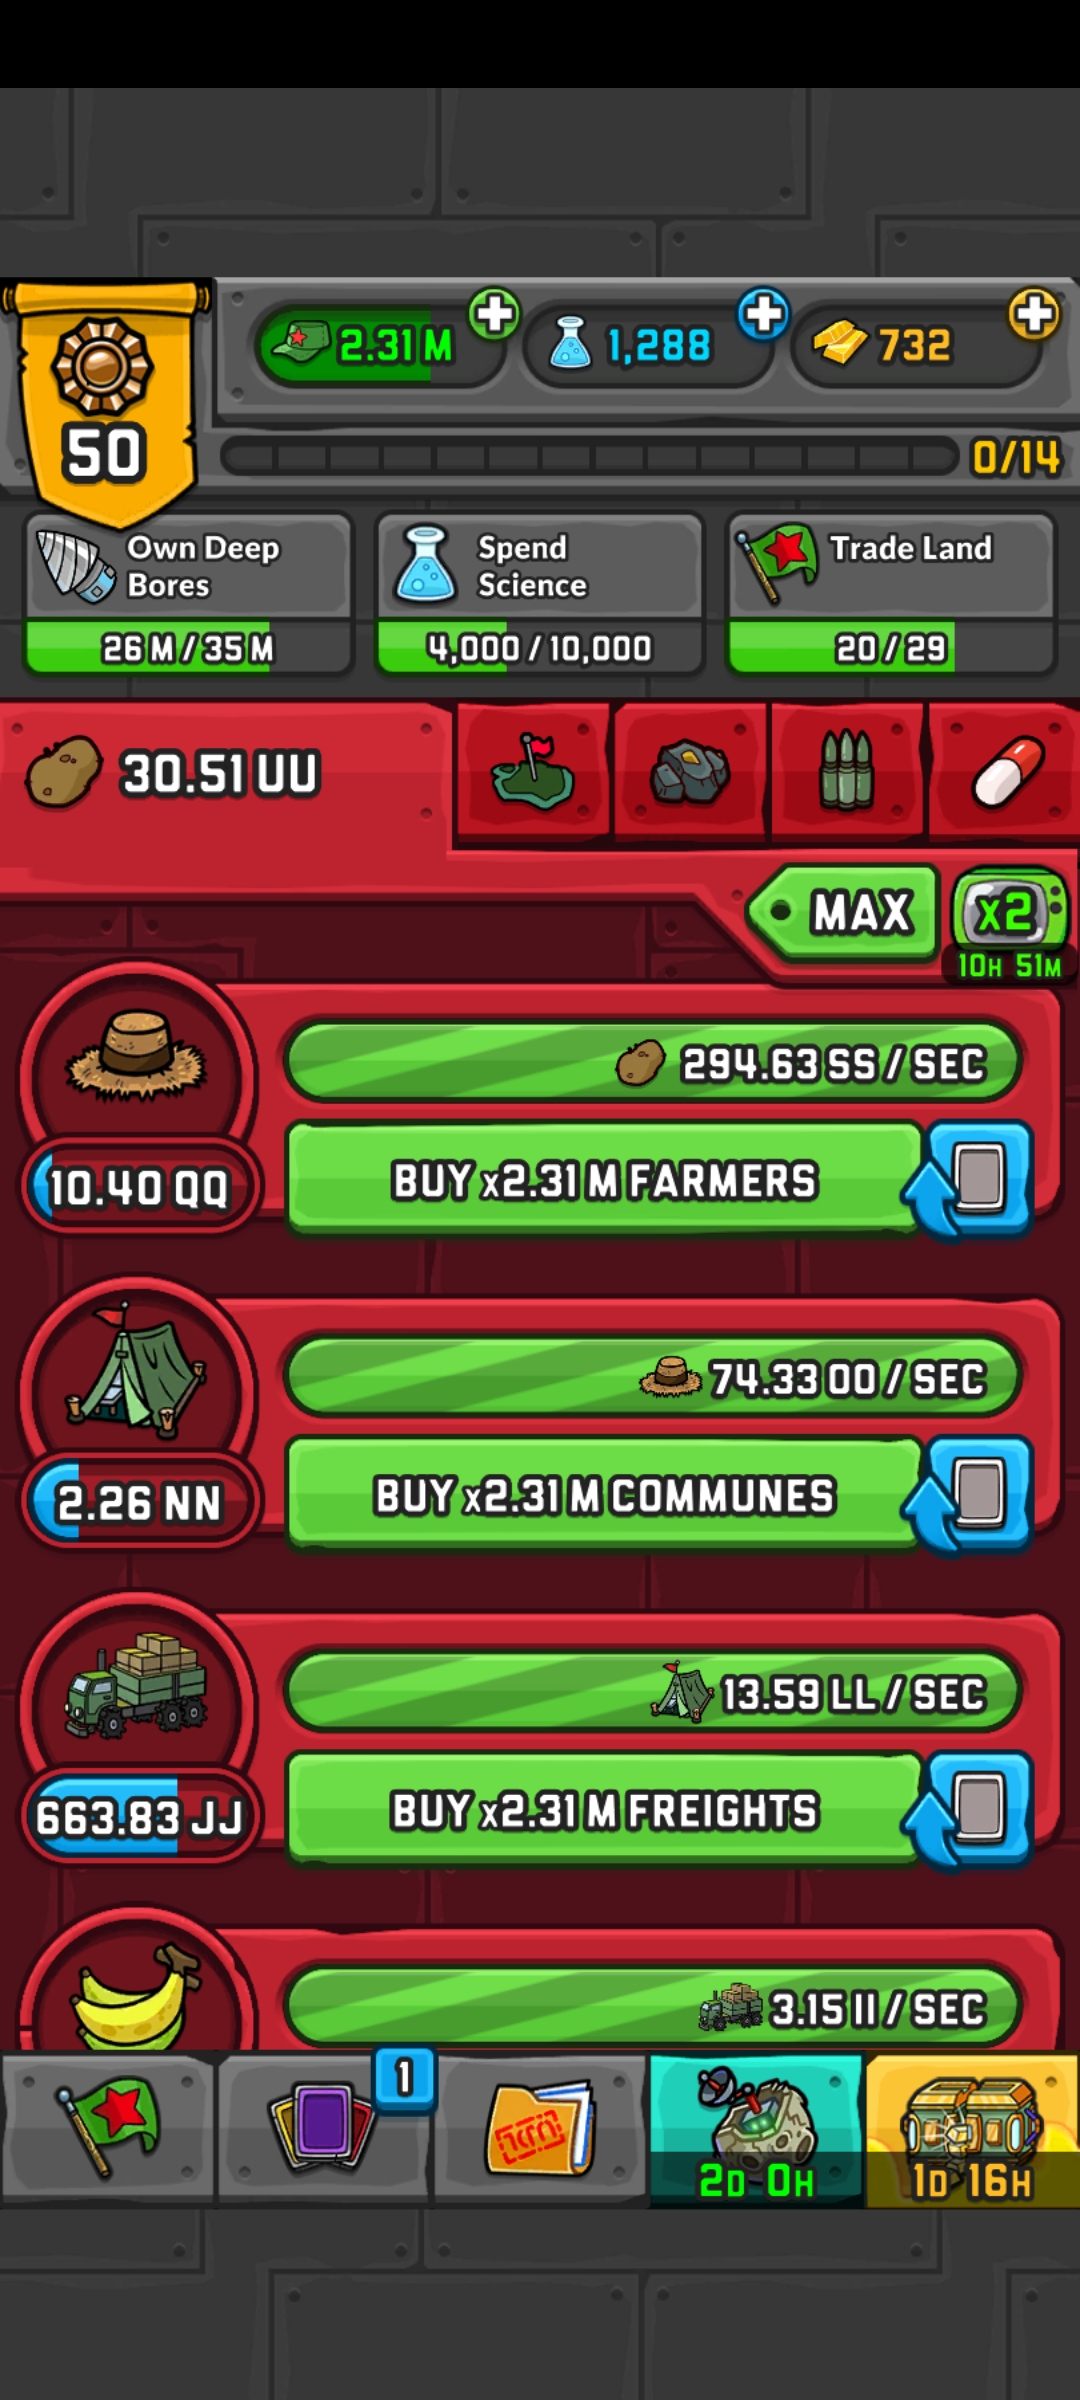 2.31 M
1,288
732
50
0/14
Own Deep
Bores
26 M / 35 M
Spend
Science
4,000 / 10,000
Trade Land
20 / 29
30.51 UU
MAX
x2
10H 51M
294.63 SS / SEC
10.40 QQ
BUY x2.31 M FARMERS
74.33 OO / SEC
2.26 NN
BUY x2.31 M COMMUNES
13.59 LL / SEC
663.83 JJ
BUY x2.31 M FREIGHTS
3.15 II / SEC
1
2D 0H
1D 16H